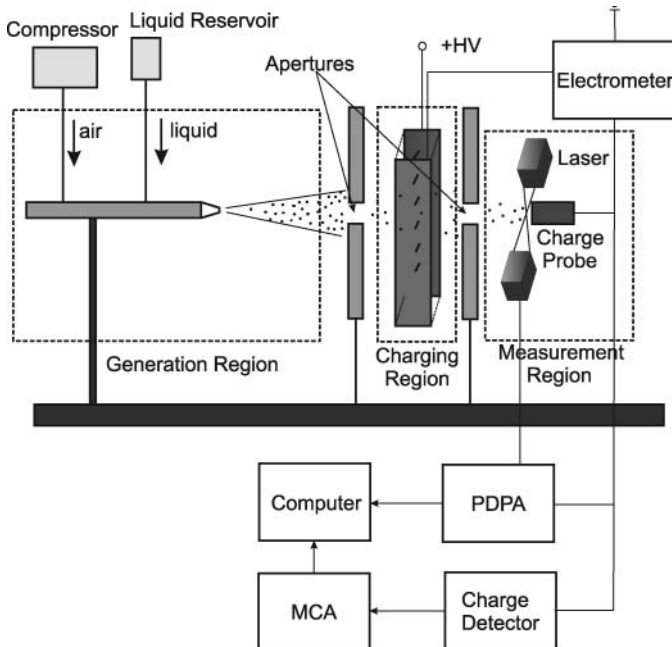 Compressor
Liquid Reservoir
+HV
Apertures
Electrometer
air
liquid
Laser
Charge
Probe
Generation Region
Charging
Region
Measurement
Region
Computer
PDPA
MCA
Charge
Detector